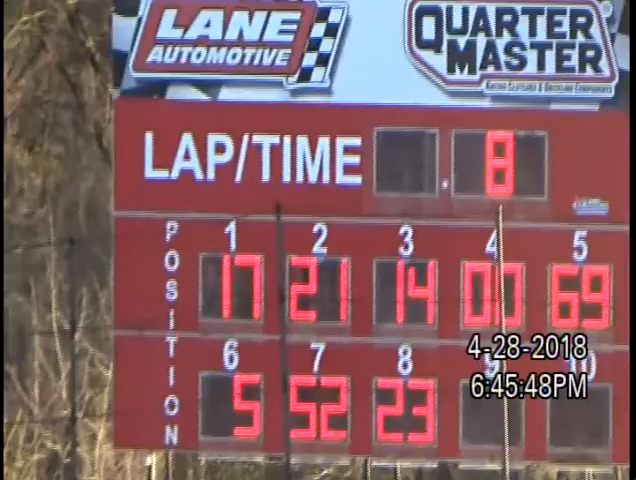 LANE
AUTOMOTIVE
QUARTER
MASTER
LAP/TIME 8
POSITION
1 2 3 4 5
17 21 14 00 69
4-28-2018
6 7 8 10
6:45:48PM
5 52 23